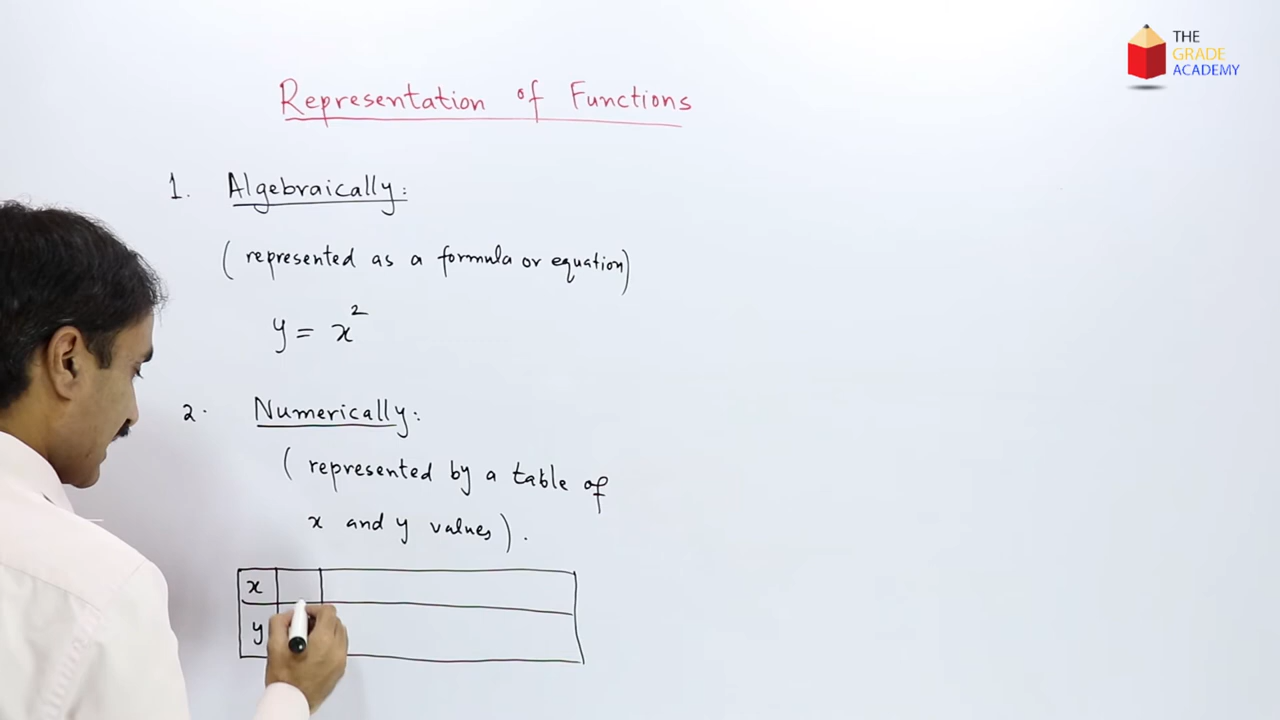 THE
GRADE
ACADEMY
Representation of Functions
1. Algebraically:
(represented as a formula or equation)
y = x²
2. Numerically:
(represented by a table of
x and y values).
x
y